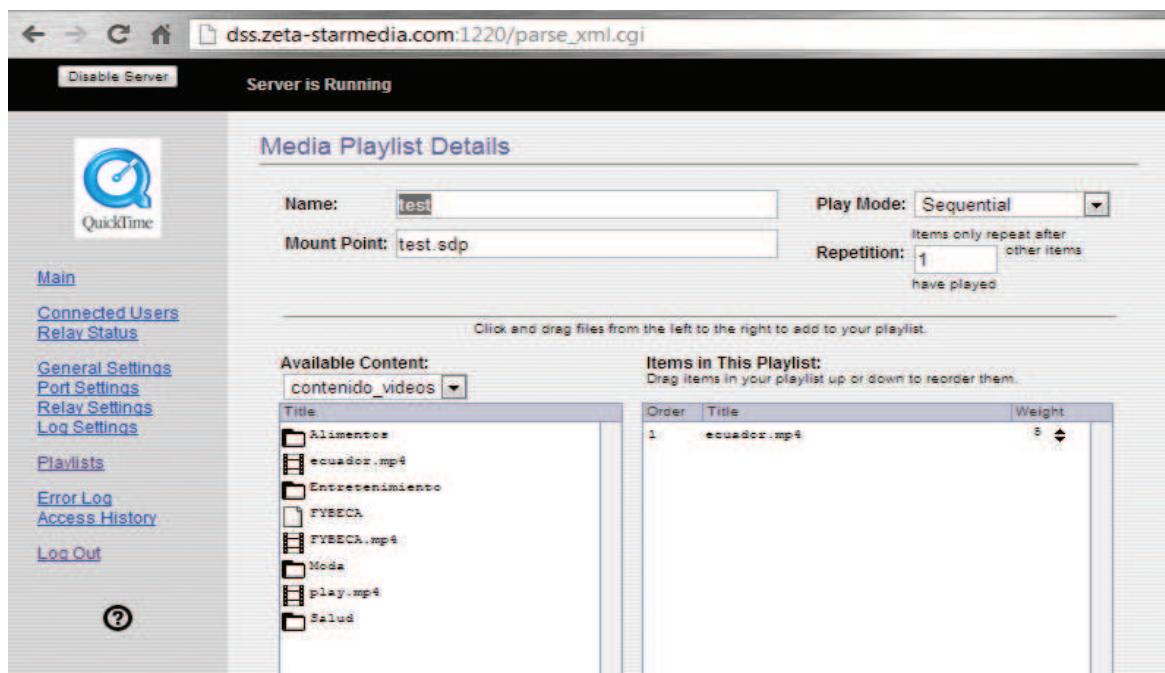 dss.zeta-starmedia.com:1220/parse_xml.cgi
Disable Server
Server is Running
QuickTime
Main
Connected Users
Relay Status
General Settings
Port Settings
Relay Settings
Log Settings
Playlists
Error Log
Access History
Log Out
?
Media Playlist Details
Name: test
Play Mode: Sequential
Mount Point: test.sdp
Repetition: 1
Items only repeat after
other items
have played
Click and drag files from the left to the right to add to your playlist.
Available Content:
contenido_videos
Title
Alimentos
ecuador.mp4
Entretenimiento
FYBECA
FYBECA.mp4
Moda
play.mp4
Salud
Items in This Playlist:
Drag items in your playlist up or down to reorder them.
Order Title Weight
1 ecuador.mp4 5